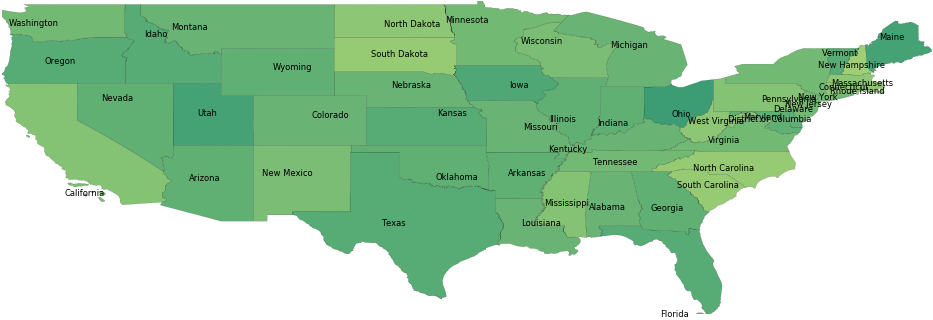 Washington
Montana
North Dakota
Minnesota
Idaho
Oregon
Wyoming
South Dakota
Wisconsin
Michigan
Maine
Vermont
New Hampshire
Massachusetts
Connecticut
Rhode Island
Nevada
Utah
Nebraska
Iowa
Colorado
Kansas
Missouri
Illinois
Indiana
Ohio
Pennsylvania
New York
New Jersey
Delaware
Maryland
District of Columbia
West Virginia
Virginia
Kentucky
California
Arizona
New Mexico
Oklahoma
Arkansas
Tennessee
North Carolina
South Carolina
Texas
Louisiana
Mississippi
Alabama
Georgia
Florida